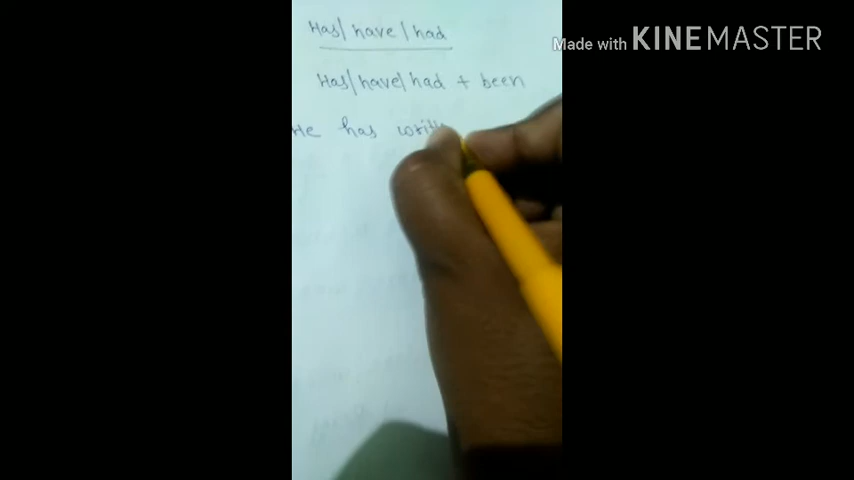 Has/have/had
Has/have/had + been
He has
Made with KINEMASTER